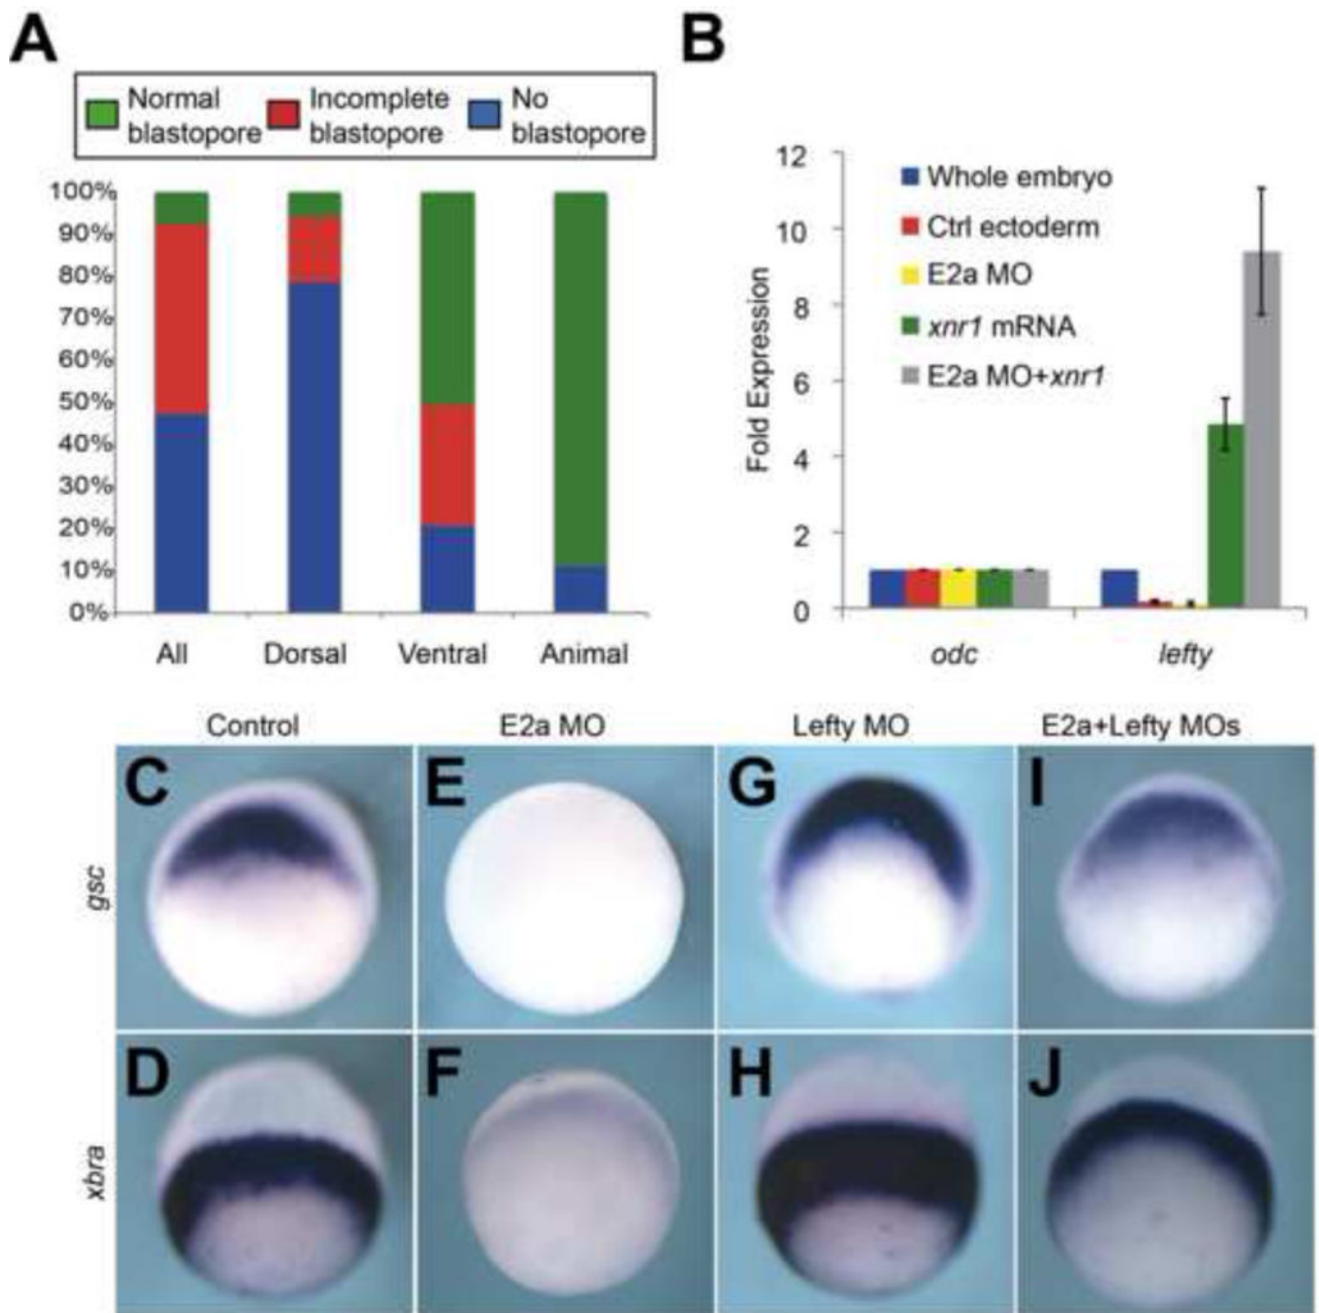 A
Normal blastopore
Incomplete blastopore
No blastopore
100%
90%
80%
70%
60%
50%
40%
30%
20%
10%
0%
All Dorsal Ventral Animal
B
12
10
8
6
4
2
0
Fold Expression
Whole embryo
Ctrl ectoderm
E2a MO
xnr1 mRNA
E2a MO+xnr1
odc lefty
Control E2a MO Lefty MO E2a+Lefty MOs
gsc
C E G I
xbra
D F H J